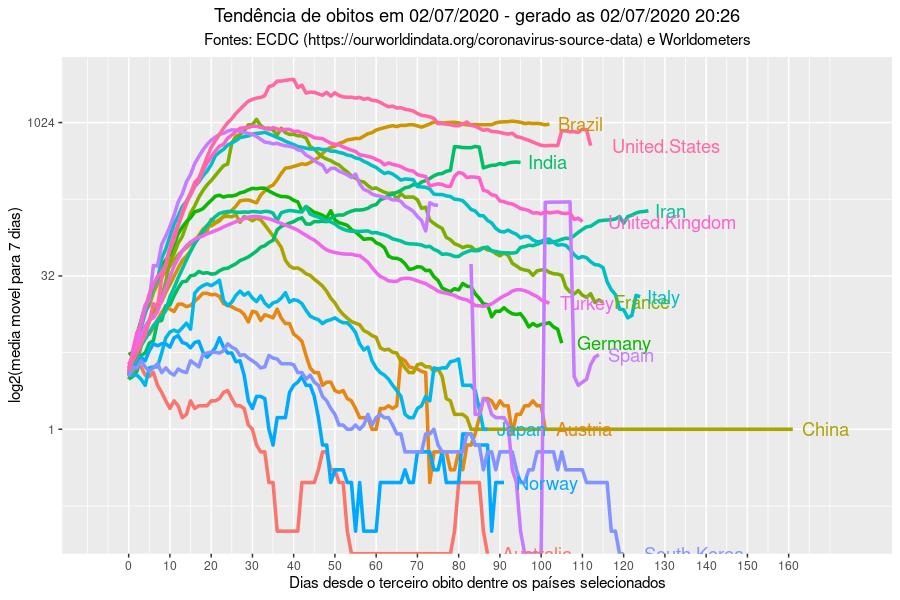 Tendência de obitos em 02/07/2020 - gerado as 02/07/2020 20:26
Fontes: ECDC (https://ourworldindata.org/coronavirus-source-data) e Worldometers
log2(media movel para 7 dias)
1024
32
1
Brazil
United.States
India
Iran
United.Kingdom
Italy
Turkey
France
Germany
Spain
Japan
Austria
China
Norway
Australia
South.Korea
0 10 20 30 40 50 60 70 80 90 100 110 120 130 140 150 160
Dias desde o terceiro obito dentre os países selecionados